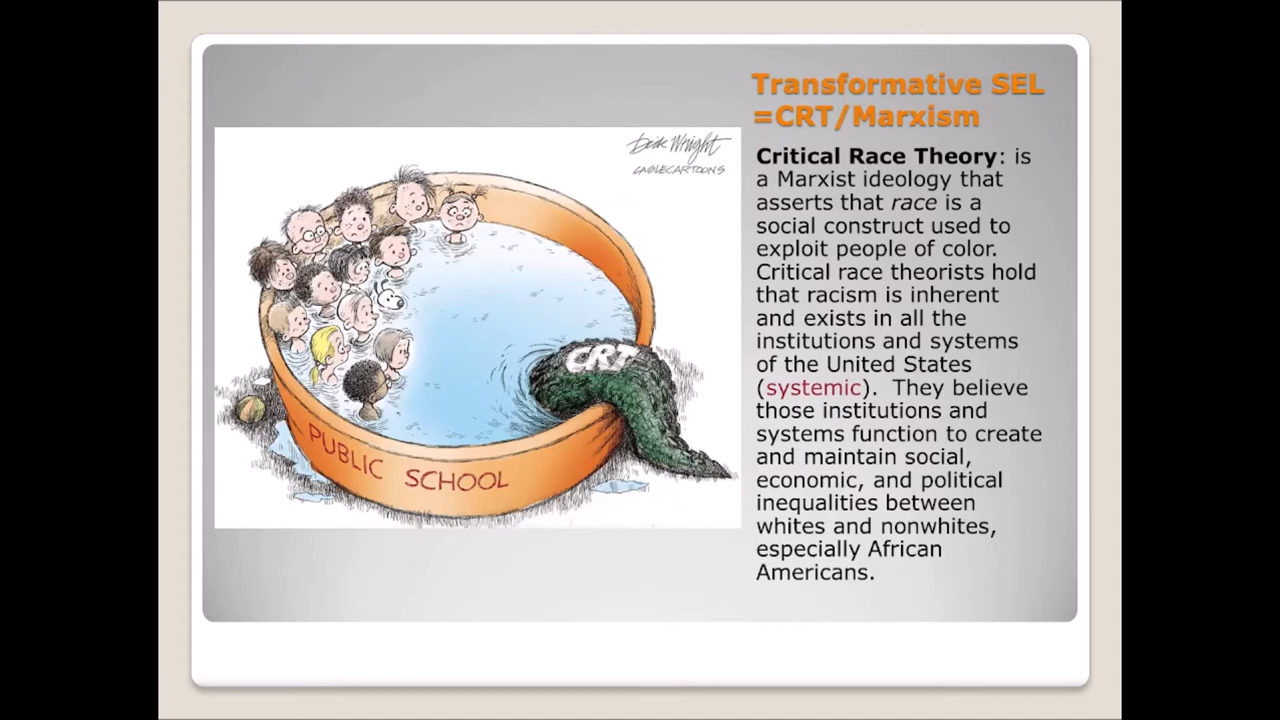 Transformative SEL
=CRT/Marxism
Dick Wright
CAGLECARTOONS
CRT
PUBLIC SCHOOL
Critical Race Theory: is
a Marxist ideology that
asserts that race is a
social construct used to
exploit people of color.
Critical race theorists hold
that racism is inherent
and exists in all the
institutions and systems
of the United States
(systemic). They believe
those institutions and
systems function to create
and maintain social,
economic, and political
inequalities between
whites and nonwhites,
especially African
Americans.